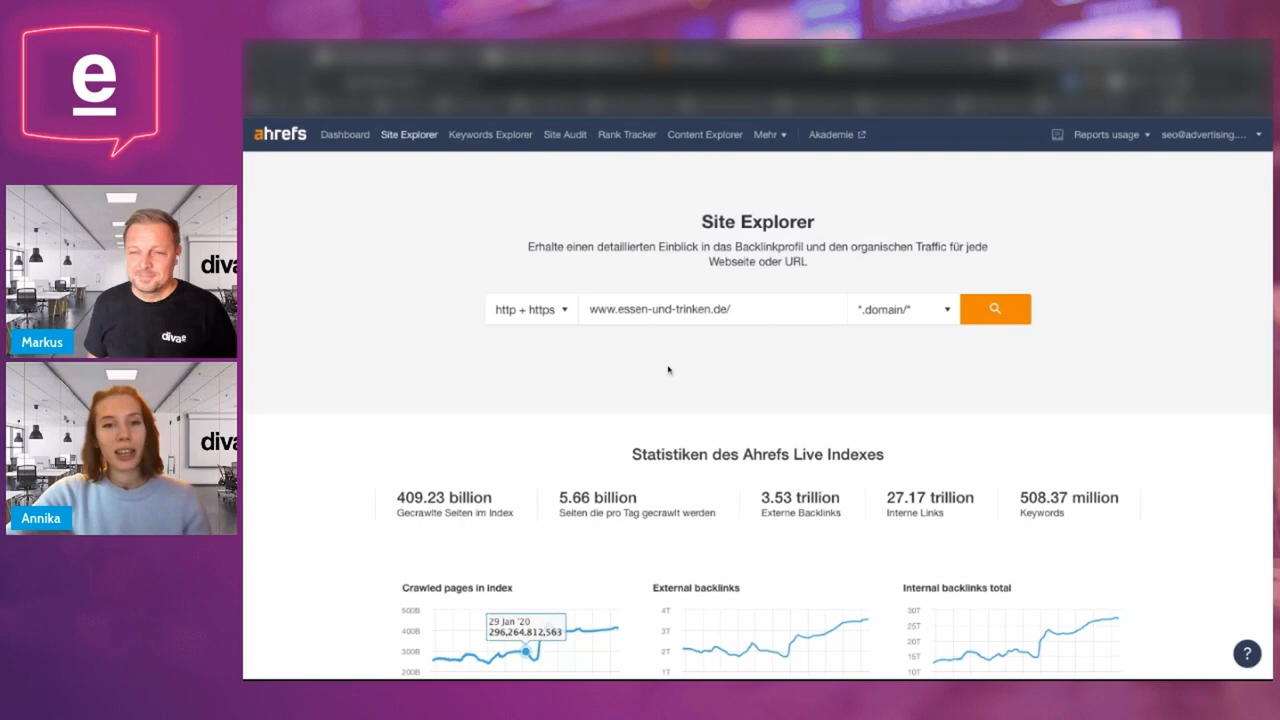 e
diva
divae
Markus
diva
Annika
ahrefs Dashboard Site Explorer Keywords Explorer Site Audit Rank Tracker Content Explorer Mehr Akademie Reports usage seo@advertising....
Site Explorer
Erhalte einen detaillierten Einblick in das Backlinkprofil und den organischen Traffic für jede
Webseite oder URL
http + https www.essen-und-trinken.de/ *.domain/*
Statistiken des Ahrefs Live Indexes
409.23 billion 5.66 billion 3.53 trillion 27.17 trillion 508.37 million
Gecrawlte Seiten im Index Seiten die pro Tag gecrawlt werden Externe Backlinks Interne Links Keywords
Crawled pages in index External backlinks Internal backlinks total
500B
400B
300B
200B
29 Jan '20
296,264,812,563
4T
3T
2T
1T
30T
25T
20T
15T
10T
?